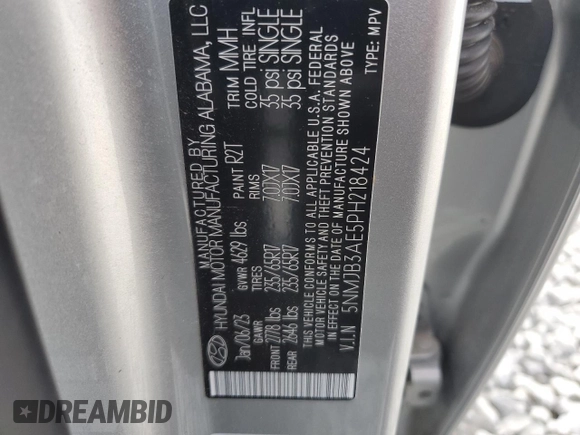 MANUFACTURED BY
HYUNDAI MOTOR MANUFACTURING ALABAMA, LLC
Jan/06/23 GVWR 4629 lbs PAINT R2T TRIM MMH
GAWR TIRES RIMS COLD TIRE INFL
FRONT 2778 lbs 235/65R17 7.0JX17 35 psi SINGLE
REAR 2646 lbs 235/65R17 7.0JX17 35 psi SINGLE
THIS VEHICLE CONFORMS TO ALL APPLICABLE U.S.A. FEDERAL
MOTOR VEHICLE SAFETY AND THEFT PREVENTION STANDARDS
IN EFFECT ON THE DATE OF MANUFACTURE SHOWN ABOVE
V.I.N 5NMJB3AE5PH218424 TYPE: MPV
DREAMBID